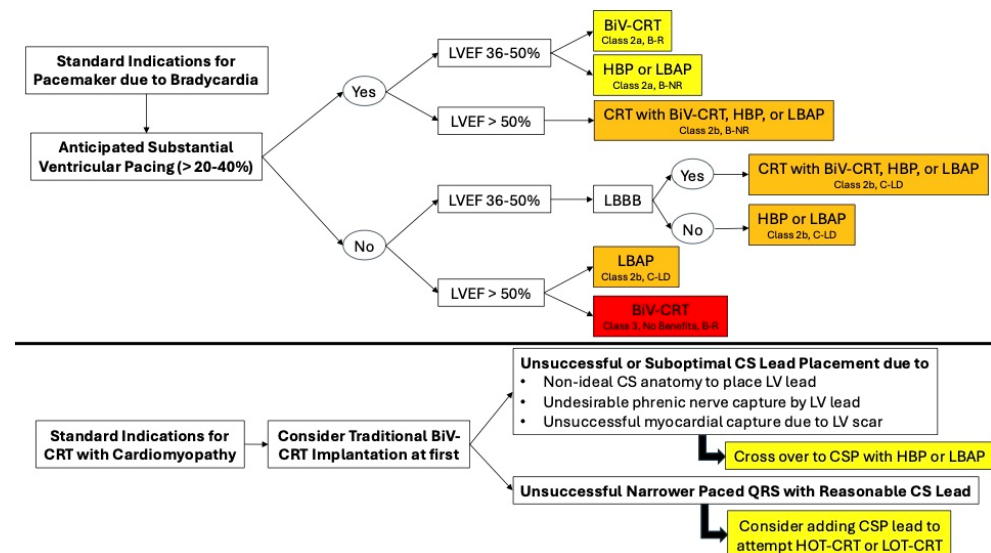 Standard Indications for
Pacemaker due to Bradycardia
Anticipated Substantial
Ventricular Pacing (> 20-40%)
Yes
LVEF 36-50%
BiV-CRT
Class 2a, B-R
HBP or LBAP
Class 2a, B-NR
LVEF > 50%
CRT with BiV-CRT, HBP, or LBAP
Class 2b, B-NR
No
LVEF 36-50%
LBBB
Yes
CRT with BiV-CRT, HBP, or LBAP
Class 2b, C-LD
No
HBP or LBAP
Class 2b, C-LD
LVEF > 50%
LBAP
Class 2b, C-LD
BiV-CRT
Class 3, No Benefits, B-R
Standard Indications for
CRT with Cardiomyopathy
Consider Traditional BiV-
CRT Implantation at first
Unsuccessful or Suboptimal CS Lead Placement due to
• Non-ideal CS anatomy to place LV lead
• Undesirable phrenic nerve capture by LV lead
• Unsuccessful myocardial capture due to LV scar
Cross over to CSP with HBP or LBAP
Unsuccessful Narrower Paced QRS with Reasonable CS Lead
Consider adding CSP lead to
attempt HOT-CRT or LOT-CRT